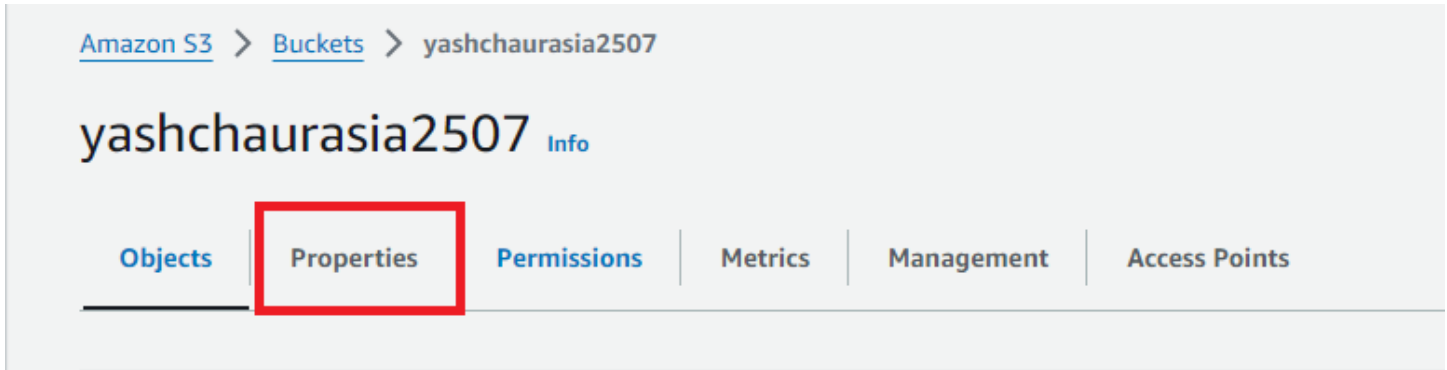 Amazon S3 > Buckets > yashchaurasia2507
yashchaurasia2507 Info
Objects Properties Permissions Metrics Management Access Points